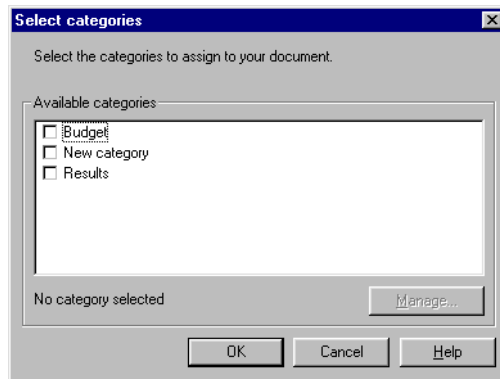 Select categories
Select the categories to assign to your document.
Available categories
Budget
New category
Results
No category selected
Manage...
OK Cancel Help